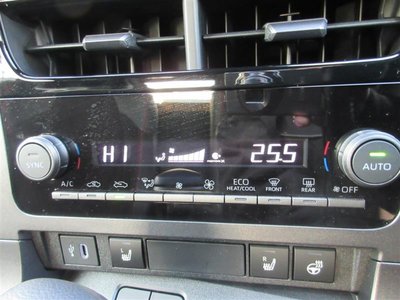 HI 25.5
SYNC AUTO
A/C ECO HEAT/COOL FRONT REAR OFF
L R